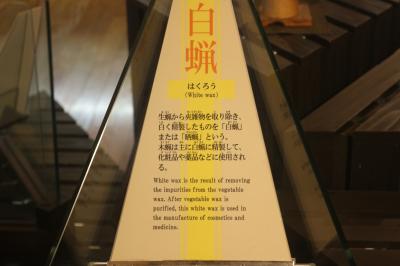 白蝋
はくろう
(White wax)
生蝋から夾雑物を取り除き、
白く精製したものを「白蝋」
または「晒蝋」という。
木蝋は主に白蝋に精製して、
化粧品や薬品などに使用され
る。
White wax is the result of removing
the impurities from the vegetable
wax. After vegetable wax is
purified, this white wax is used in
the manufacture of cosmetics and
medicine.